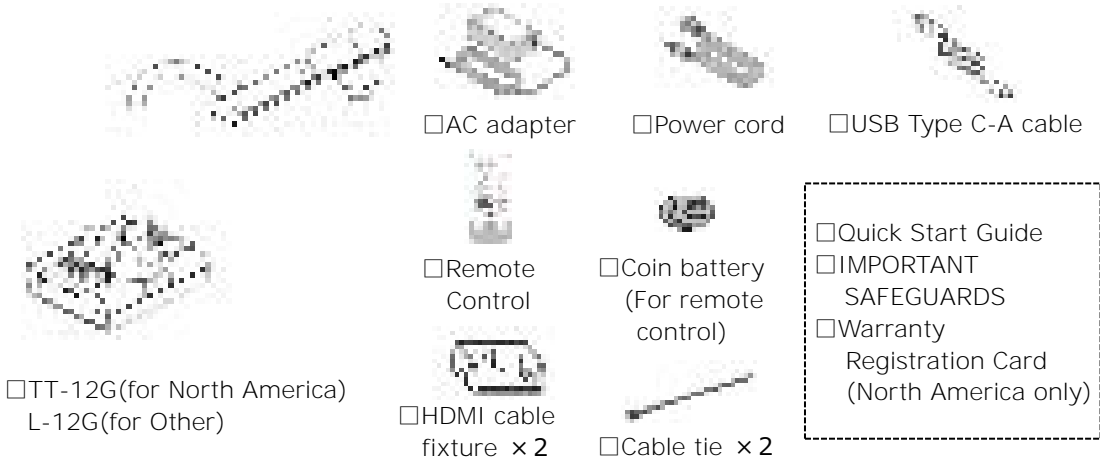 □AC adapter
□Power cord
□USB Type C-A cable
□Remote
Control
□Coin battery
(For remote
control)
□Quick Start Guide
□IMPORTANT
SAFEGUARDS
□Warranty
Registration Card
(North America only)
□TT-12G(for North America)
L-12G(for Other)
□HDMI cable
fixture ×2
□Cable tie ×2